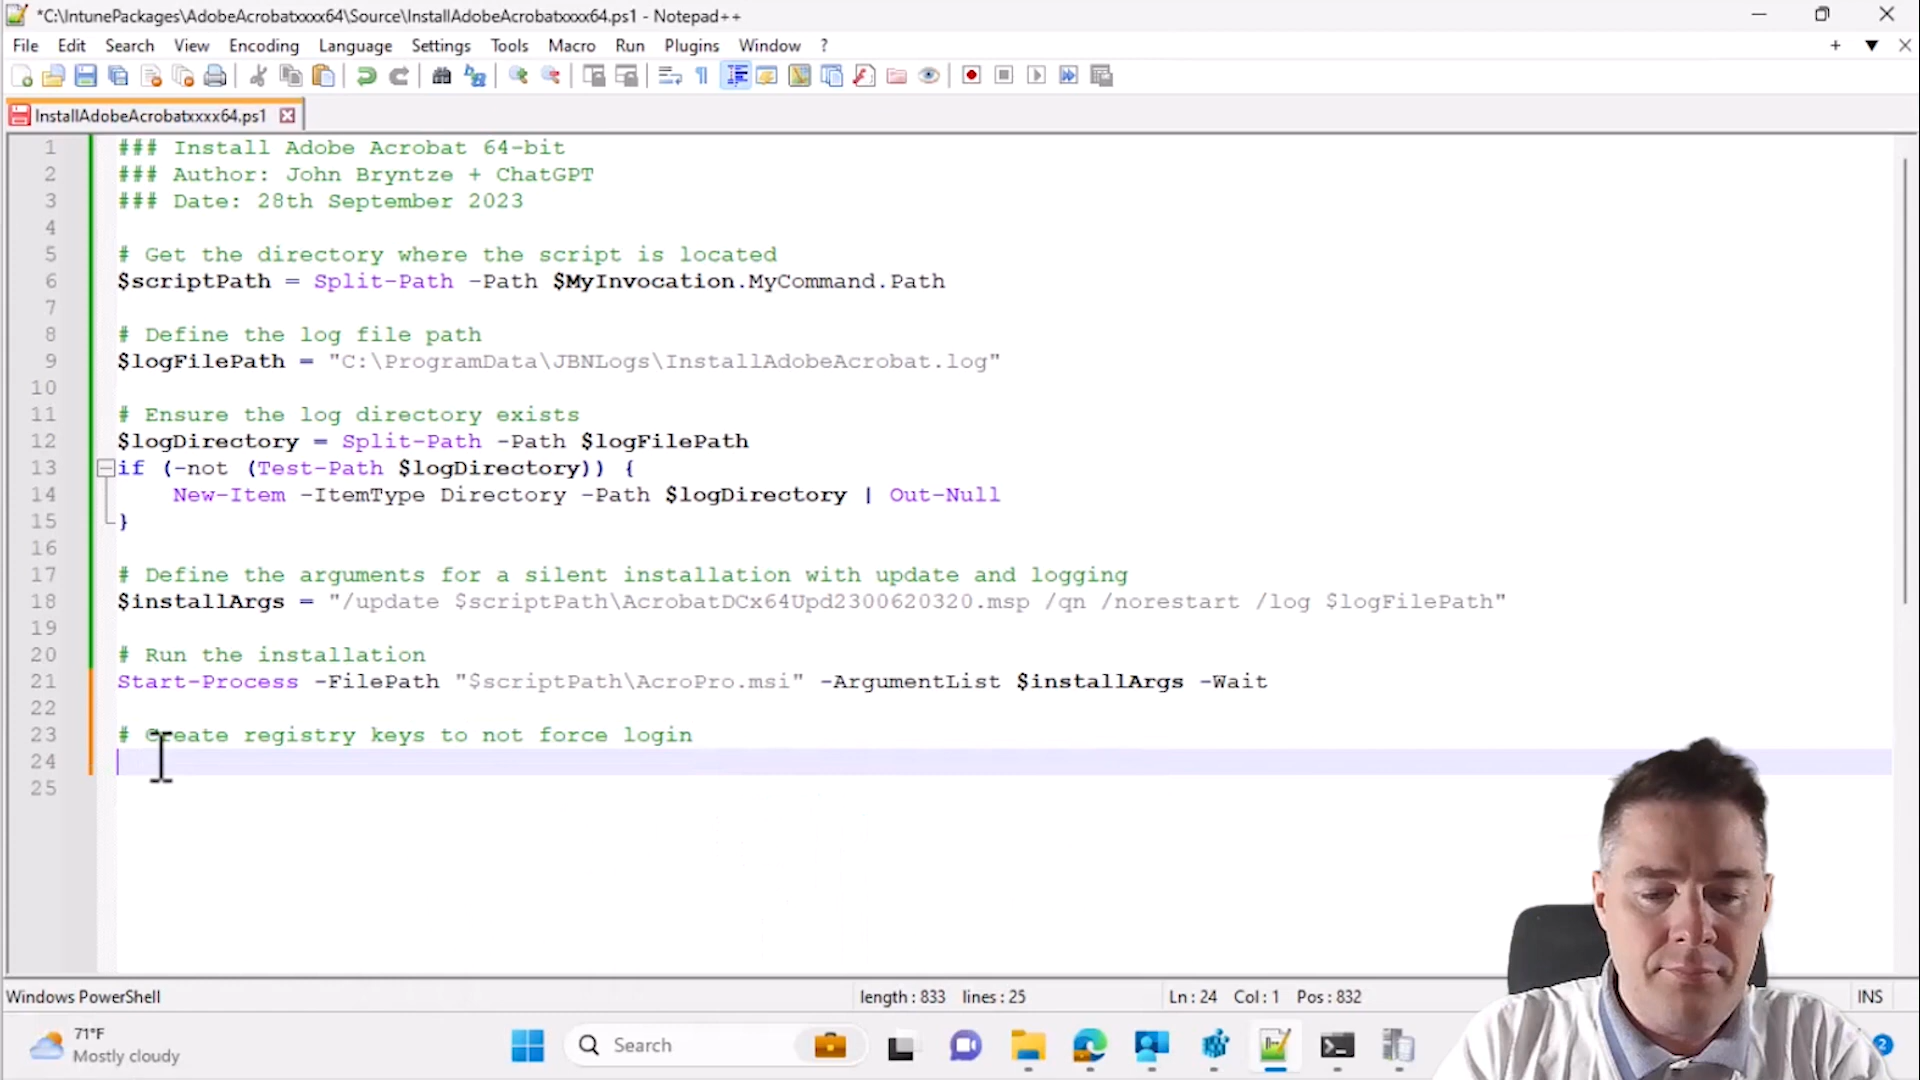 *C:\IntunePackages\AdobeAcrobatxxxx64\Source\InstallAdobeAcrobatxxxx64.ps1 - Notepad++
File Edit Search View Encoding Language Settings Tools Macro Run Plugins Window ?
InstallAdobeAcrobatxxxx64.ps1
1 ### Install Adobe Acrobat 64-bit
2 ### Author: John Bryntze + ChatGPT
3 ### Date: 28th September 2023
4
5 # Get the directory where the script is located
6 $scriptPath = Split-Path -Path $MyInvocation.MyCommand.Path
7
8 # Define the log file path
9 $logFilePath = "C:\ProgramData\JBNLogs\InstallAdobeAcrobat.log"
10
11 # Ensure the log directory exists
12 $logDirectory = Split-Path -Path $logFilePath
13 if (-not (Test-Path $logDirectory)) {
14 New-Item -ItemType Directory -Path $logDirectory | Out-Null
15 }
16
17 # Define the arguments for a silent installation with update and logging
18 $installArgs = "/update $scriptPath\AcrobatDCx64Upd2300620320.msp /qn /norestart /log $logFilePath"
19
20 # Run the installation
21 Start-Process -FilePath "$scriptPath\AcroPro.msi" -ArgumentList $installArgs -Wait
22
23 # Create registry keys to not force login
24
25
Windows PowerShell length : 833 lines : 25 Ln : 24 Col : 1 Pos : 832 INS
71°F
Mostly cloudy
Search
2